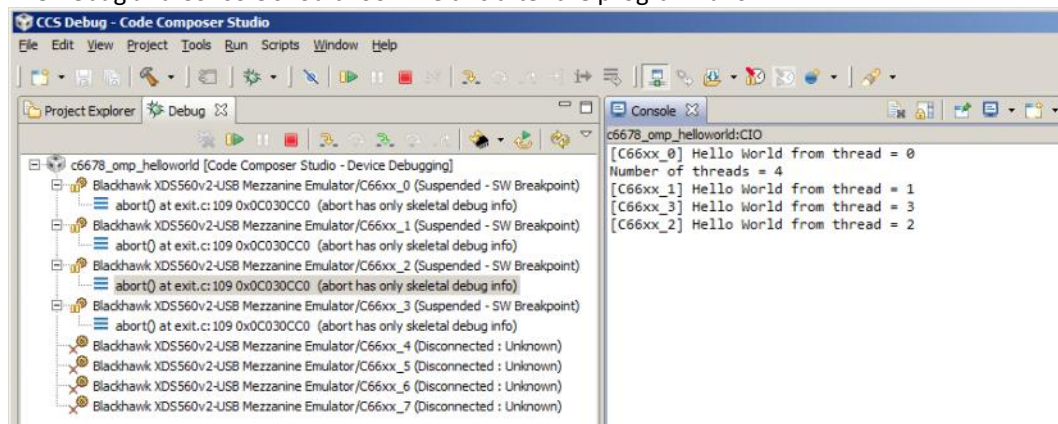 CCS Debug - Code Composer Studio
File Edit View Project Tools Run Scripts Window Help
Project Explorer Debug
c6678_omp_helloworld [Code Composer Studio - Device Debugging]
Blackhawk XDS560v2-USB Mezzanine Emulator/C66xx_0 (Suspended - SW Breakpoint)
abort() at exit.c:109 0x0C030CC0 (abort has only skeletal debug info)
Blackhawk XDS560v2-USB Mezzanine Emulator/C66xx_1 (Suspended - SW Breakpoint)
abort() at exit.c:109 0x0C030CC0 (abort has only skeletal debug info)
Blackhawk XDS560v2-USB Mezzanine Emulator/C66xx_2 (Suspended - SW Breakpoint)
abort() at exit.c:109 0x0C030CC0 (abort has only skeletal debug info)
Blackhawk XDS560v2-USB Mezzanine Emulator/C66xx_3 (Suspended - SW Breakpoint)
abort() at exit.c:109 0x0C030CC0 (abort has only skeletal debug info)
Blackhawk XDS560v2-USB Mezzanine Emulator/C66xx_4 (Disconnected : Unknown)
Blackhawk XDS560v2-USB Mezzanine Emulator/C66xx_5 (Disconnected : Unknown)
Blackhawk XDS560v2-USB Mezzanine Emulator/C66xx_6 (Disconnected : Unknown)
Blackhawk XDS560v2-USB Mezzanine Emulator/C66xx_7 (Disconnected : Unknown)
Console
c6678_omp_helloworld:CIO
[C66xx_0] Hello World from thread = 0
Number of threads = 4
[C66xx_1] Hello World from thread = 1
[C66xx_3] Hello World from thread = 3
[C66xx_2] Hello World from thread = 2